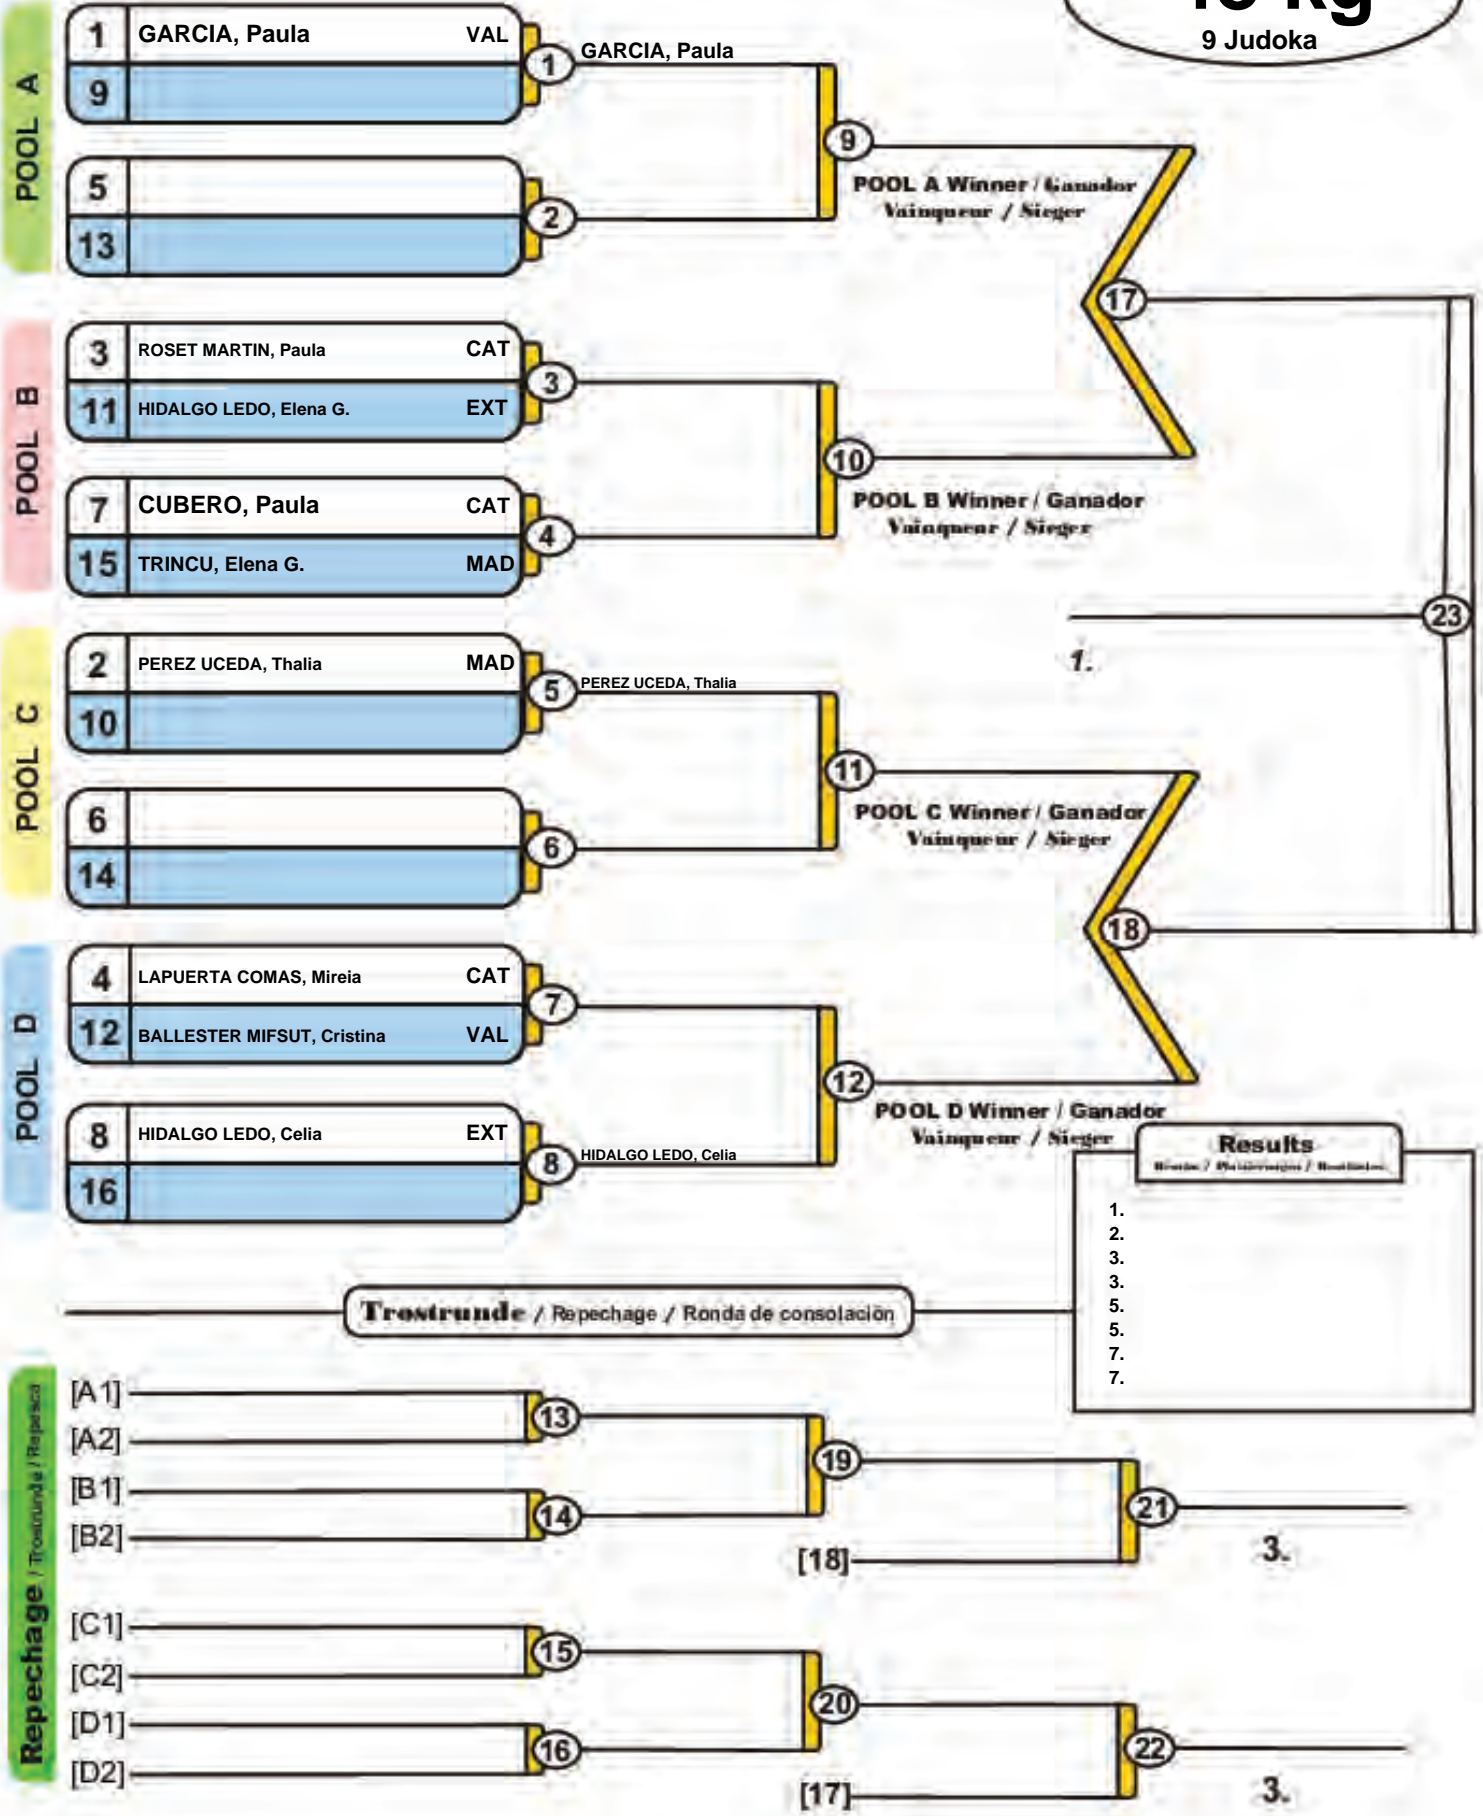 kg
9 Judoka
POOL A
1 GARCIA, Paula VAL
9
1 GARCIA, Paula
5
13
2
9
POOL A Winner / Ganador
Vainqueur / Sieger
POOL B
3 ROSET MARTIN, Paula CAT
11 HIDALGO LEDO, Elena G. EXT
3
7 CUBERO, Paula CAT
15 TRINCU, Elena G. MAD
4
10
POOL B Winner / Ganador
Vainqueur / Sieger
17
23
1.
POOL C
2 PEREZ UCEDA, Thalia MAD
10
5 PEREZ UCEDA, Thalia
6
14
6
11
POOL C Winner / Ganador
Vainqueur / Sieger
POOL D
4 LAPUERTA COMAS, Mireia CAT
12 BALLESTER MIFSUT, Cristina VAL
7
8 HIDALGO LEDO, Celia EXT
16
8 HIDALGO LEDO, Celia
12
POOL D Winner / Ganador
Vainqueur / Sieger
18
Results
1.
2.
3.
3.
5.
5.
7.
7.
Trostrunde / Repechage / Ronda de consolación
Repechage / Trostrunde / Repesca
[A1]
[A2]
13
[B1]
[B2]
14
19
[18]
21
3.
[C1]
[C2]
15
[D1]
[D2]
16
20
[17]
22
3.